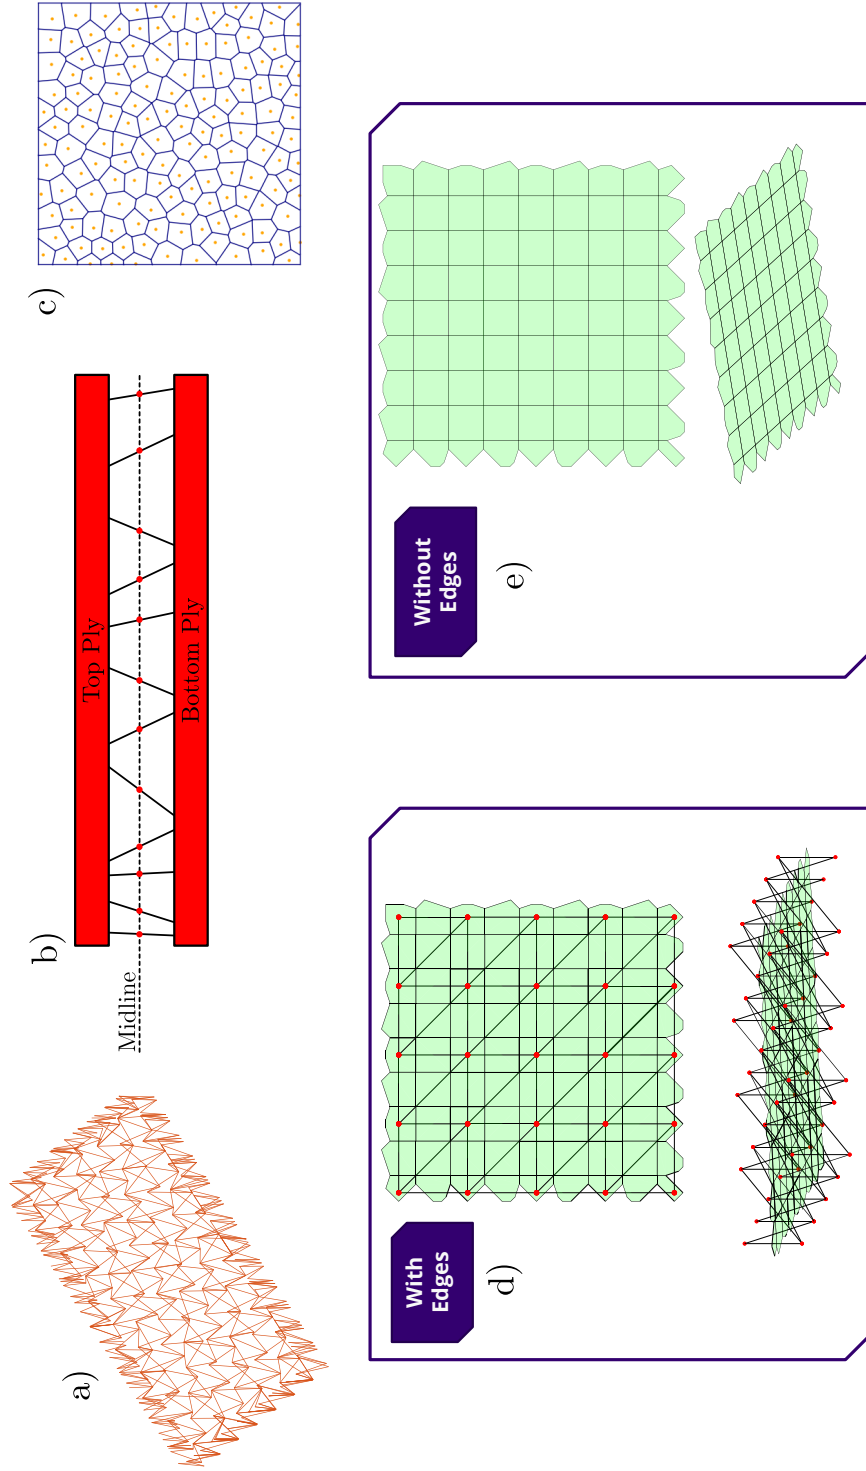 a)
b)
Top Ply
Midline
Bottom Ply
c)
With
Edges
d)
Without
Edges
e)